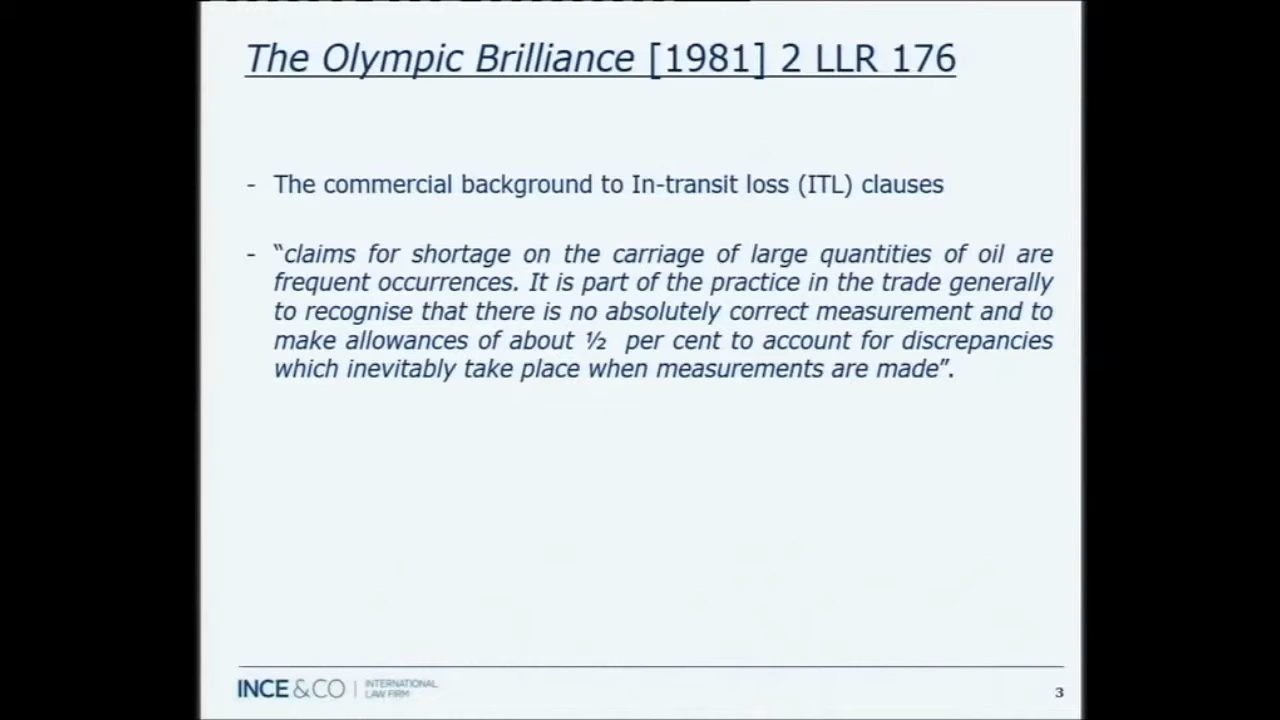 The Olympic Brilliance [1981] 2 LLR 176
- The commercial background to In-transit loss (ITL) clauses
- “claims for shortage on the carriage of large quantities of oil are
frequent occurrences. It is part of the practice in the trade generally
to recognise that there is no absolutely correct measurement and to
make allowances of about ½ per cent to account for discrepancies
which inevitably take place when measurements are made”.
INCE & CO | INTERNATIONAL
LAW FIRM
3